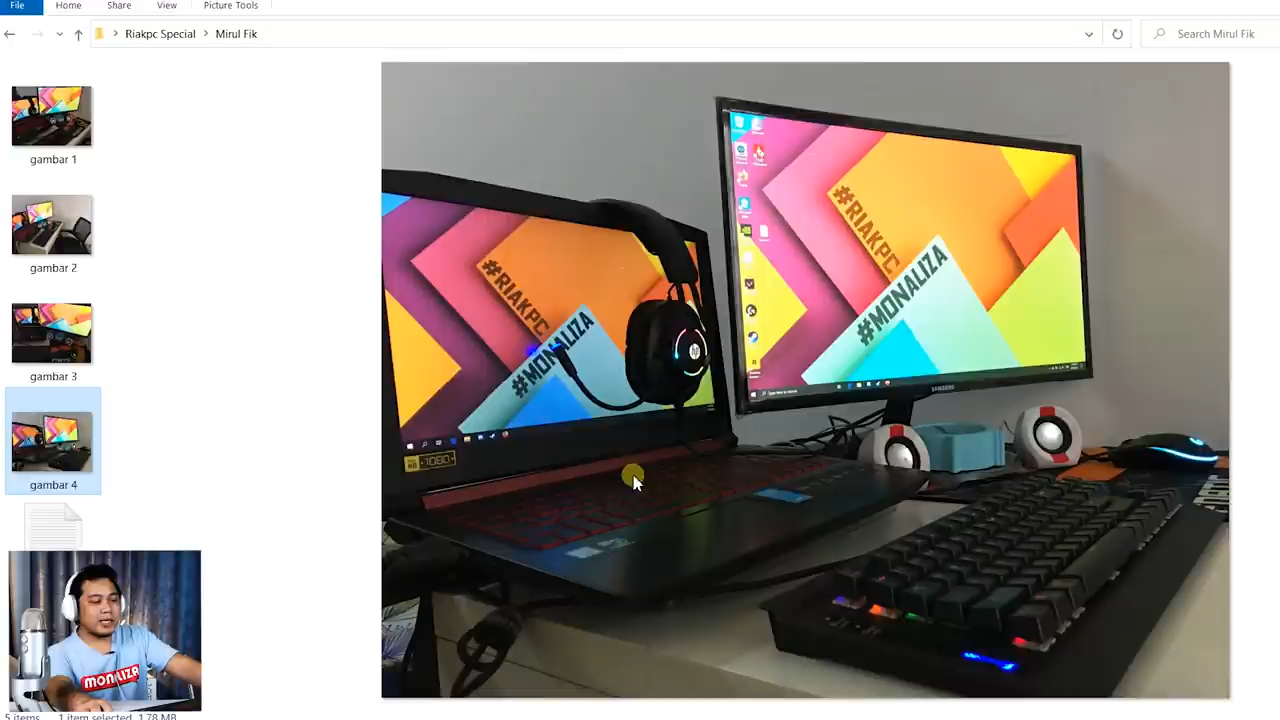 File Home Share View Picture Tools
Riakpc Special Mirul Fik Search Mirul Fik
gambar 1
gambar 2
gambar 3
gambar 4
#RIAKPC
#MONALIZA
#RIAKPC
#MONALIZA
SAMSUNG
MONALIZA
5 items 1 item selected 1.78 MB